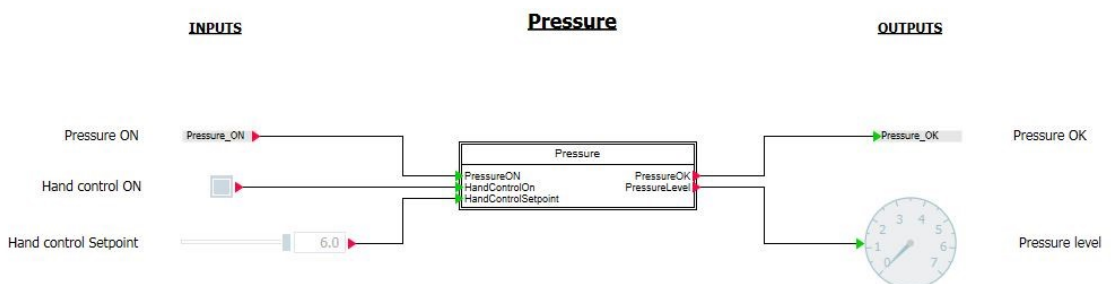 Pressure
INPUTS
OUTPUTS
Pressure ON
Pressure_ON
Pressure_OK
Pressure OK
Pressure
PressureON
PressureOK
Hand control ON
HandControlOn
PressureLevel
HandControlSetpoint
Hand control Setpoint
6.0
0
1
2
3
4
5
6
7
Pressure level